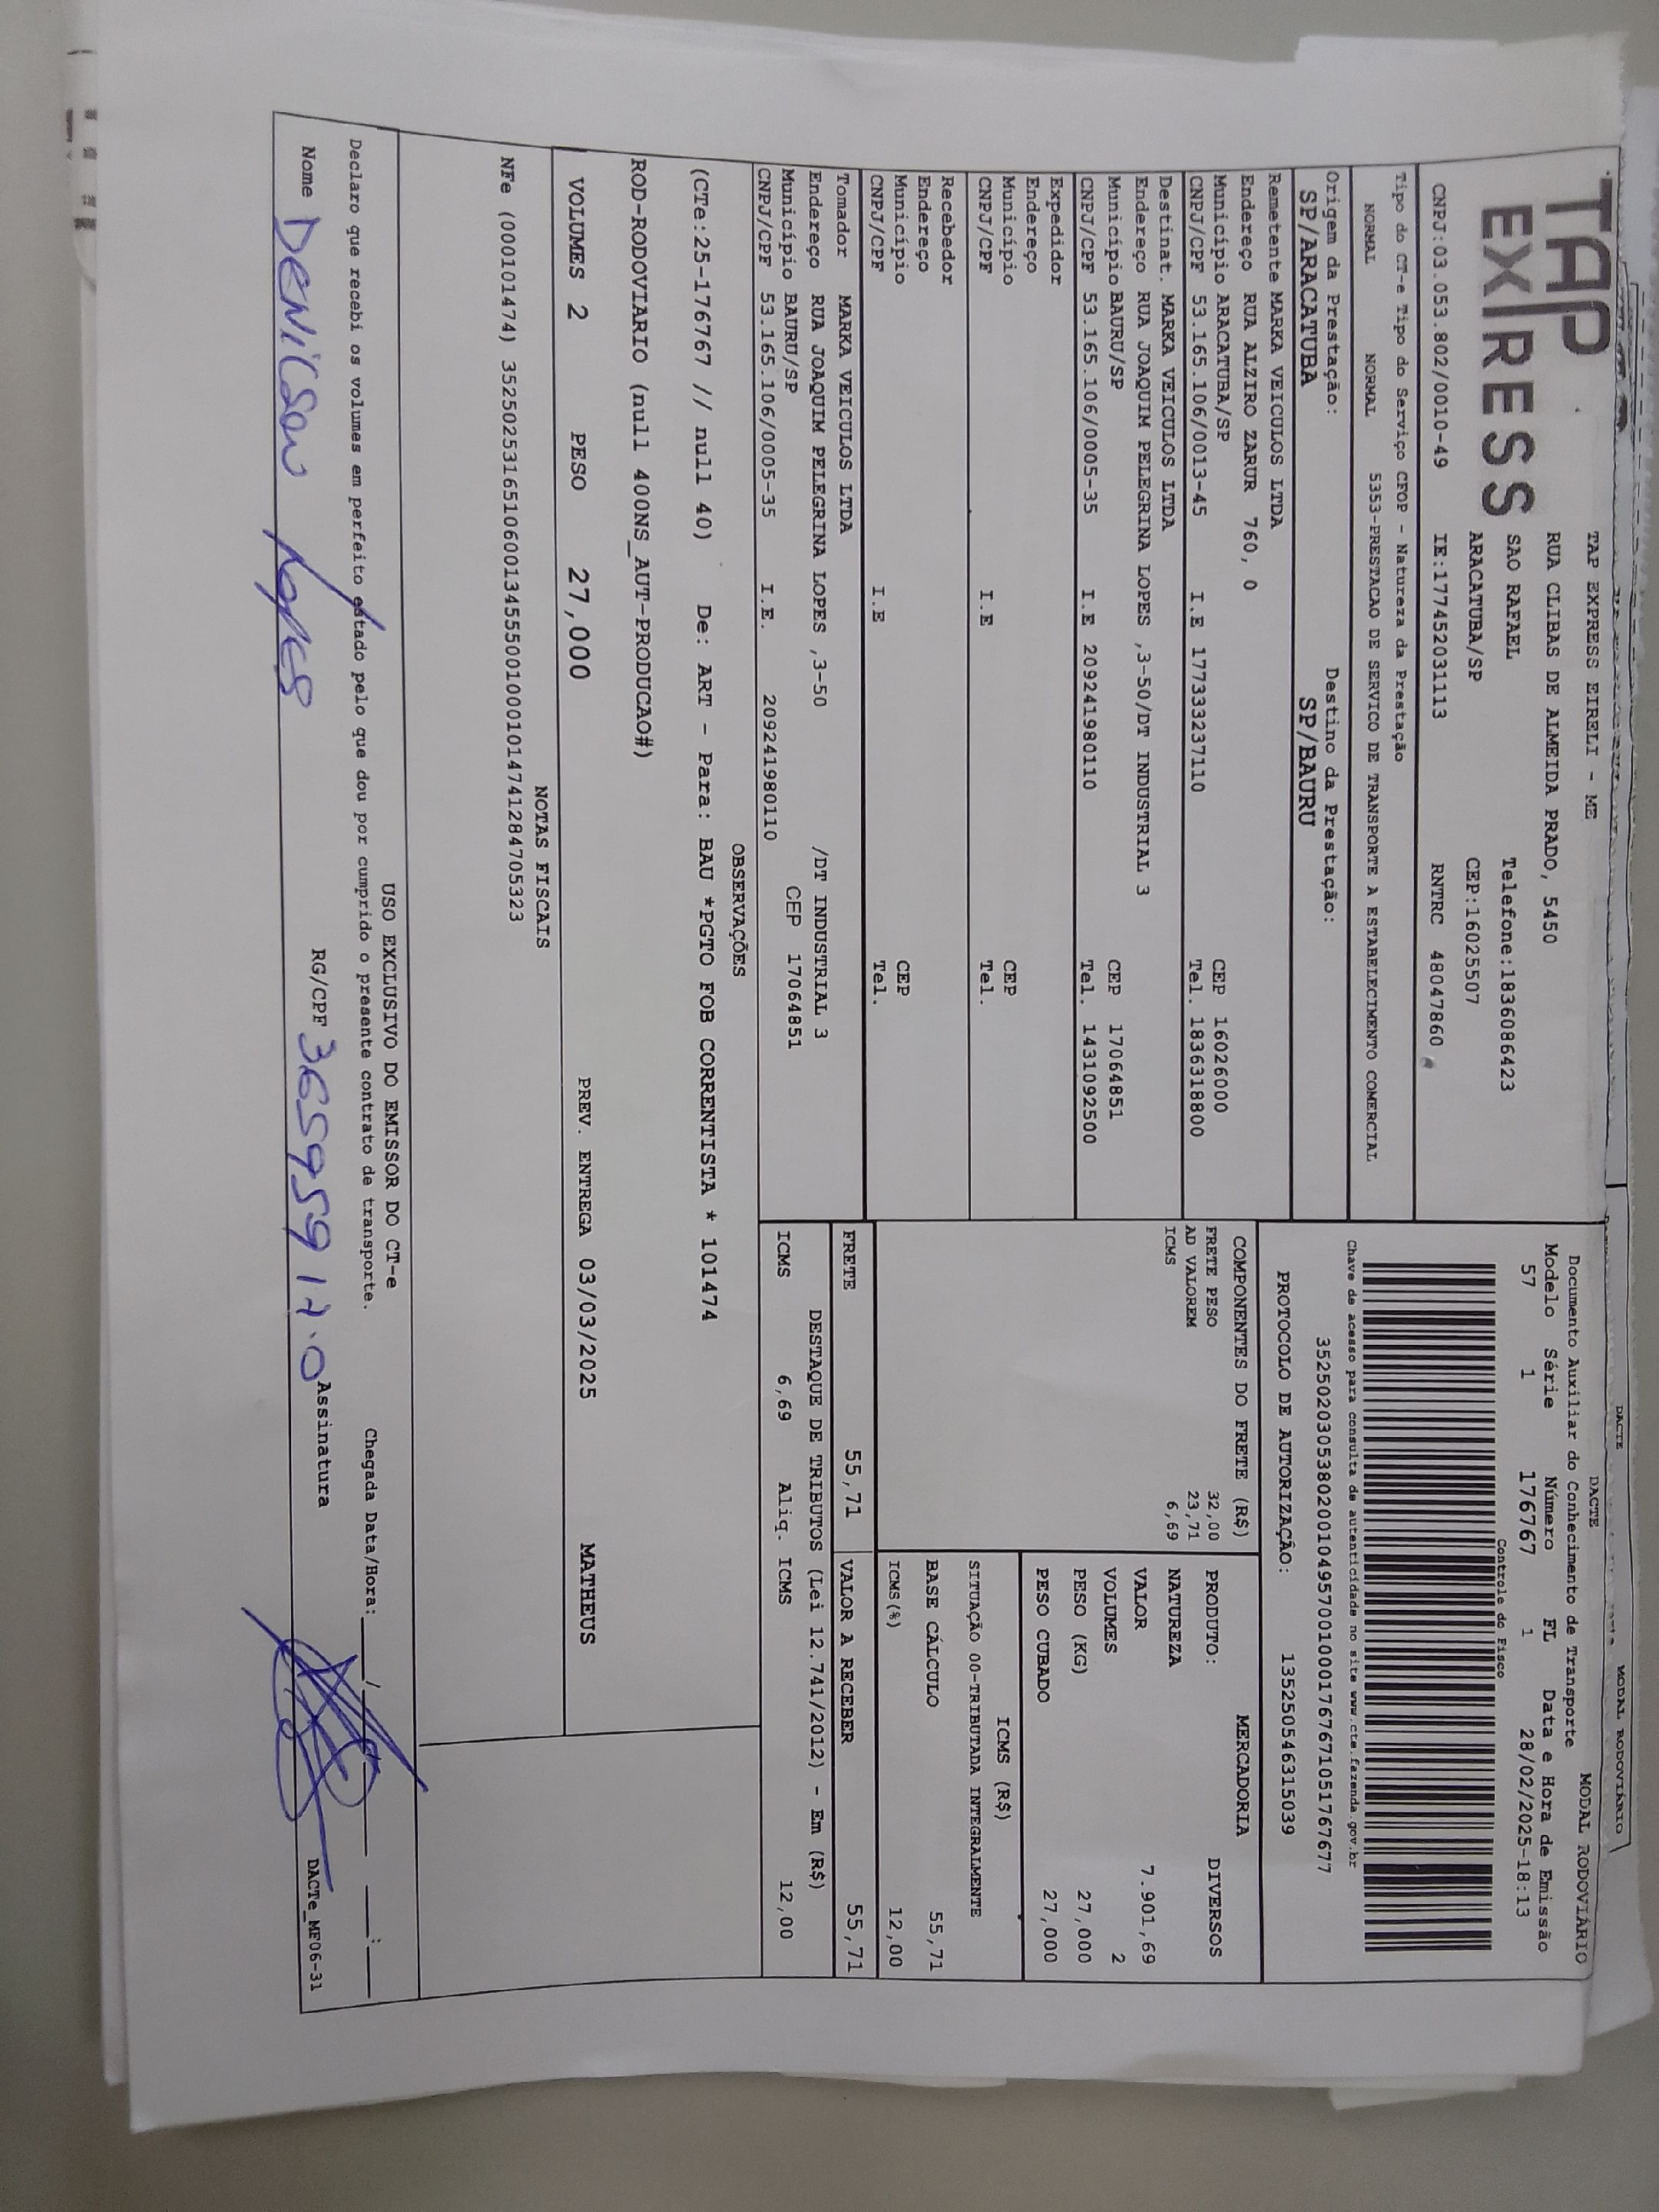 TAP
EXPRESS
TAP EXPRESS EIRELI - ME
RUA CLIBAS DE ALMEIDA PRADO, 5450
SAO RAFAEL Telefone:1836086423
ARACATUBA/SP CEP:16025507
CNPJ:03.053.802/0010-49 IE:177452031113 RNTRC 48047860
Tipo do CT-e Tipo do Serviço CFOP - Natureza da Prestação
NORMAL NORMAL 5353-PRESTACAO DE SERVICO DE TRANSPORTE A ESTABELECIMENTO COMERCIAL
Origem da Prestação: Destino da Prestação:
SP/ARACATUBA SP/BAURU
DACTE MODAL RODOVIÁRIO
DACTE MODAL RODOVIÁRIO
Documento Auxiliar do Conhecimento de Transporte
Modelo Série Número FL Data e Hora de Emissão
57 1 176767 1 28/02/2025-18:13
Controle do Fisco
Chave de acesso para consulta de autenticidade no site www.cte.fazenda.gov.br
35250203053802001049570010001767671051767677
PROTOCOLO DE AUTORIZAÇÃO: 135250546315039
Remetente MARKA VEICULOS LTDA
Endereço RUA ALZIRO ZARUR 760, 0
Município ARACATUBA/SP CEP 16026000
CNPJ/CPF 53.165.106/0013-45 I.E 177333237110 Tel. 1836318800
Destinat. MARKA VEICULOS LTDA
Endereço RUA JOAQUIM PELEGRINA LOPES ,3-50/DT INDUSTRIAL 3
Município BAURU/SP CEP 17064851
CNPJ/CPF 53.165.106/0005-35 I.E 209241980110 Tel. 1431092500
Expedidor
Endereço
Município CEP
CNPJ/CPF I.E Tel.
Recebedor
Endereço
Município CEP
CNPJ/CPF I.E Tel.
Tomador MARKA VEICULOS LTDA
Endereço RUA JOAQUIM PELEGRINA LOPES ,3-50 /DT INDUSTRIAL 3
Município BAURU/SP CEP 17064851
CNPJ/CPF 53.165.106/0005-35 I.E. 209241980110
COMPONENTES DO FRETE (R$)
FRETE PESO 32,00
AD VALOREM 23,71
ICMS 6,69
MERCADORIA
PRODUTO: DIVERSOS
NATUREZA
VALOR 7.901,69
VOLUMES 2
PESO (KG) 27,000
PESO CUBADO 27,000
ICMS (R$)
SITUAÇÃO 00-TRIBUTADA INTEGRALMENTE
BASE CÁLCULO 55,71
ICMS(%) 12,00
FRETE 55,71 VALOR A RECEBER 55,71
DESTAQUE DE TRIBUTOS (Lei 12.741/2012) - Em (R$)
ICMS 6,69 Aliq. ICMS 12,00
OBSERVAÇÕES
(CTe:25-176767 // null 40) De: ART - Para: BAU *PGTO FOB CORRENTISTA * 101474
ROD-RODOVIARIO (null 400NS_AUT-PRODUCAO#)
VOLUMES 2 PESO 27,000 PREV. ENTREGA 03/03/2025 MATHEUS
NOTAS FISCAIS
NFe (000101474) 35250253165106001345550010001014741284705323
USO EXCLUSIVO DO EMISSOR DO CT-e
Declaro que recebi os volumes em perfeito estado pelo que dou por cumprido o presente contrato de transporte. Chegada Data/Hora: ____/____ ____:____
Nome Denilson Lopes RG/CPF Assinatura DACTe_MF06-31